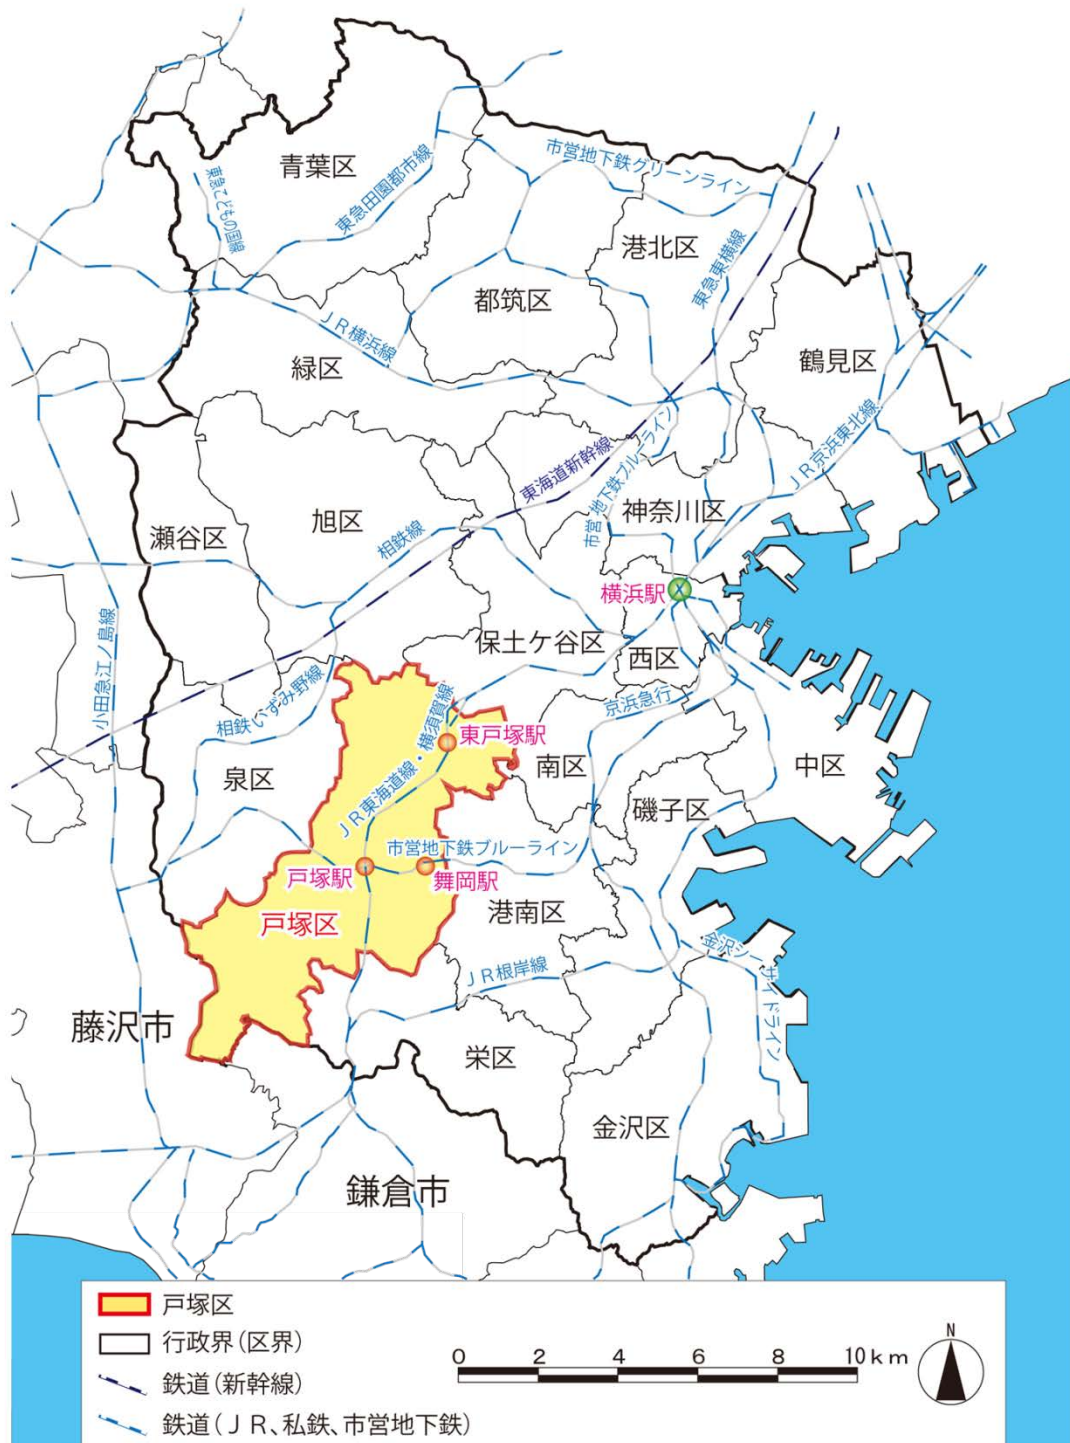 青葉区
東急こどもの国線
東急田園都市線
市営地下鉄グリーンライン
港北区
東急東横線
都筑区
JR横浜線
緑区
鶴見区
JR京浜東北線
東海道新幹線
市営地下鉄ブルーライン
神奈川区
旭区
瀬谷区
相鉄線
横浜駅
保土ケ谷区
西区
小田急江ノ島線
相鉄いずみ野線
京浜急行
JR東海道線・横須賀線
東戸塚駅
南区
中区
泉区
磯子区
市営地下鉄ブルーライン
戸塚駅
舞岡駅
戸塚区
港南区
金沢シーサイドライン
JR根岸線
藤沢市
栄区
金沢区
鎌倉市
戸塚区
行政界(区界)
鉄道(新幹線)
鉄道(JR、私鉄、市営地下鉄)
0 2 4 6 8 10km
N